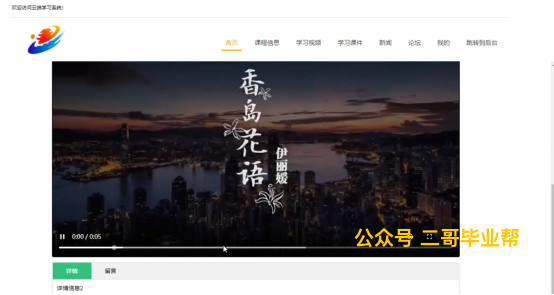 欢迎访问云端学习系统!
首页 课程信息 学习视频 学习课件 新闻 论坛 我的 跳转到后台
香岛花语
伊丽媛
0:00 / 0:05
公众号 二哥毕业帮
详情 留言
详情信息2